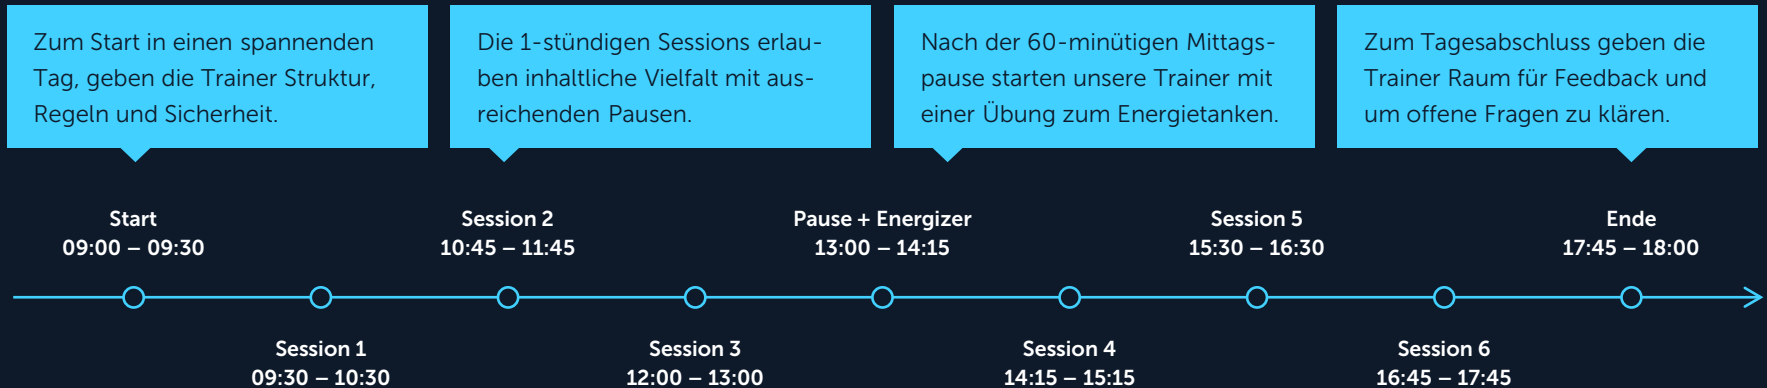 Zum Start in einen spannenden
Tag, geben die Trainer Struktur,
Regeln und Sicherheit.
Die 1-stündigen Sessions erlau-
ben inhaltliche Vielfalt mit aus-
reichenden Pausen.
Nach der 60-minütigen Mittags-
pause starten unsere Trainer mit
einer Übung zum Energietanken.
Zum Tagesabschluss geben die
Trainer Raum für Feedback und
um offene Fragen zu klären.
Start
09:00 – 09:30
Session 2
10:45 – 11:45
Pause + Energizer
13:00 – 14:15
Session 5
15:30 – 16:30
Ende
17:45 – 18:00
Session 1
09:30 – 10:30
Session 3
12:00 – 13:00
Session 4
14:15 – 15:15
Session 6
16:45 – 17:45